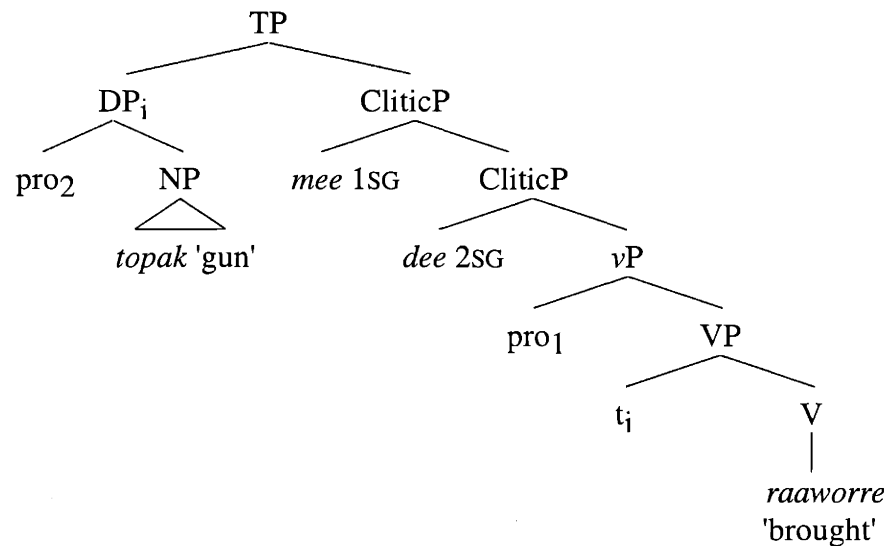 TP
DPi CliticP
pro2 NP mee 1SG CliticP
topak 'gun' dee 2SG vP
pro1 VP
ti V
raaworre
'brought'